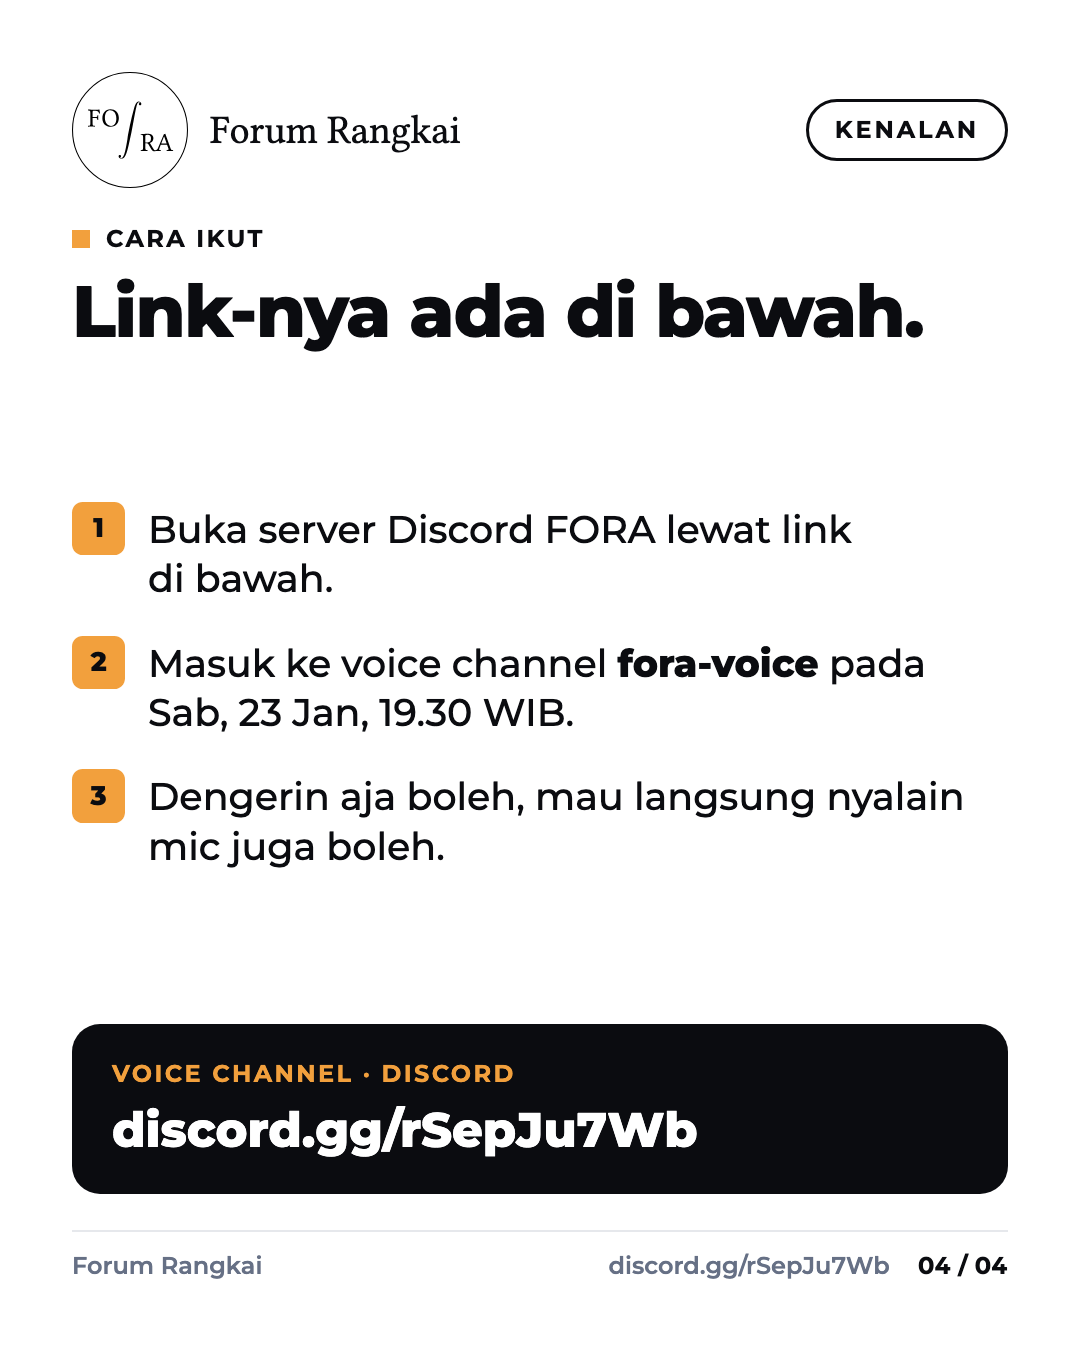 FO
RA
Forum Rangkai
KENALAN
CARA IKUT
Link-nya ada di bawah.
1
Buka server Discord FORA lewat link
di bawah.
2
Masuk ke voice channel fora-voice pada
Sab, 23 Jan, 19.30 WIB.
3
Dengerin aja boleh, mau langsung nyalain
mic juga boleh.
VOICE CHANNEL · DISCORD
discord.gg/rSepJu7Wb
Forum Rangkai
discord.gg/rSepJu7Wb
04 / 04